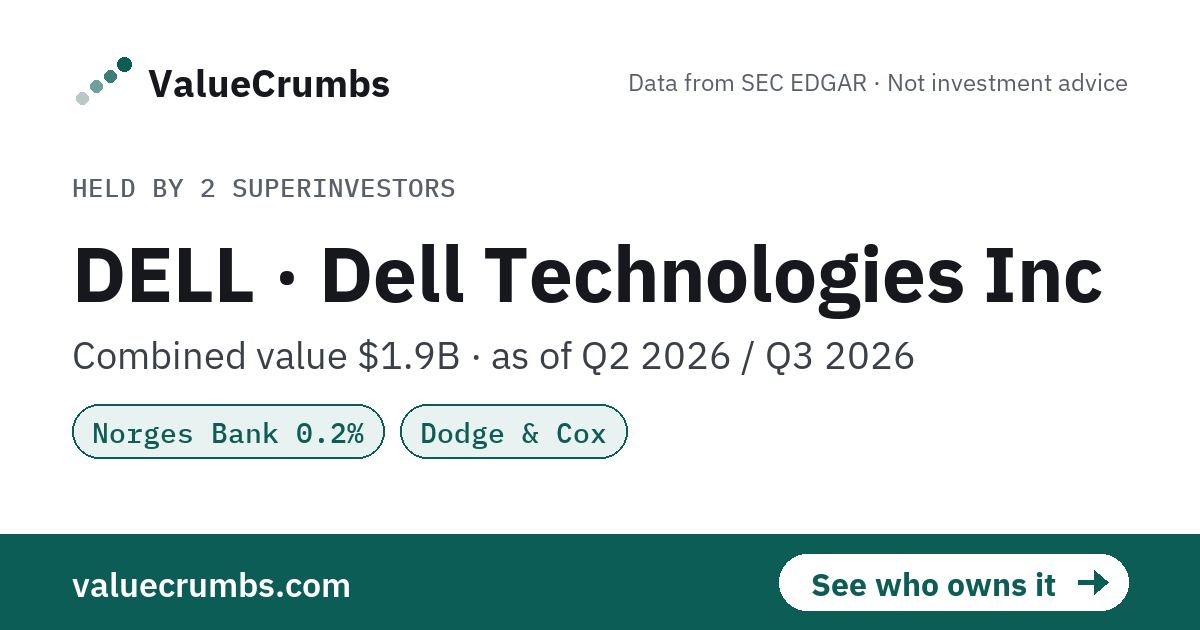 ValueCrumbs
Data from SEC EDGAR · Not investment advice
HELD BY 2 SUPERINVESTORS
DELL · Dell Technologies Inc
Combined value $1.9B · as of Q2 2026 / Q3 2026
Norges Bank 0.2%
Dodge & Cox
valuecrumbs.com
See who owns it →